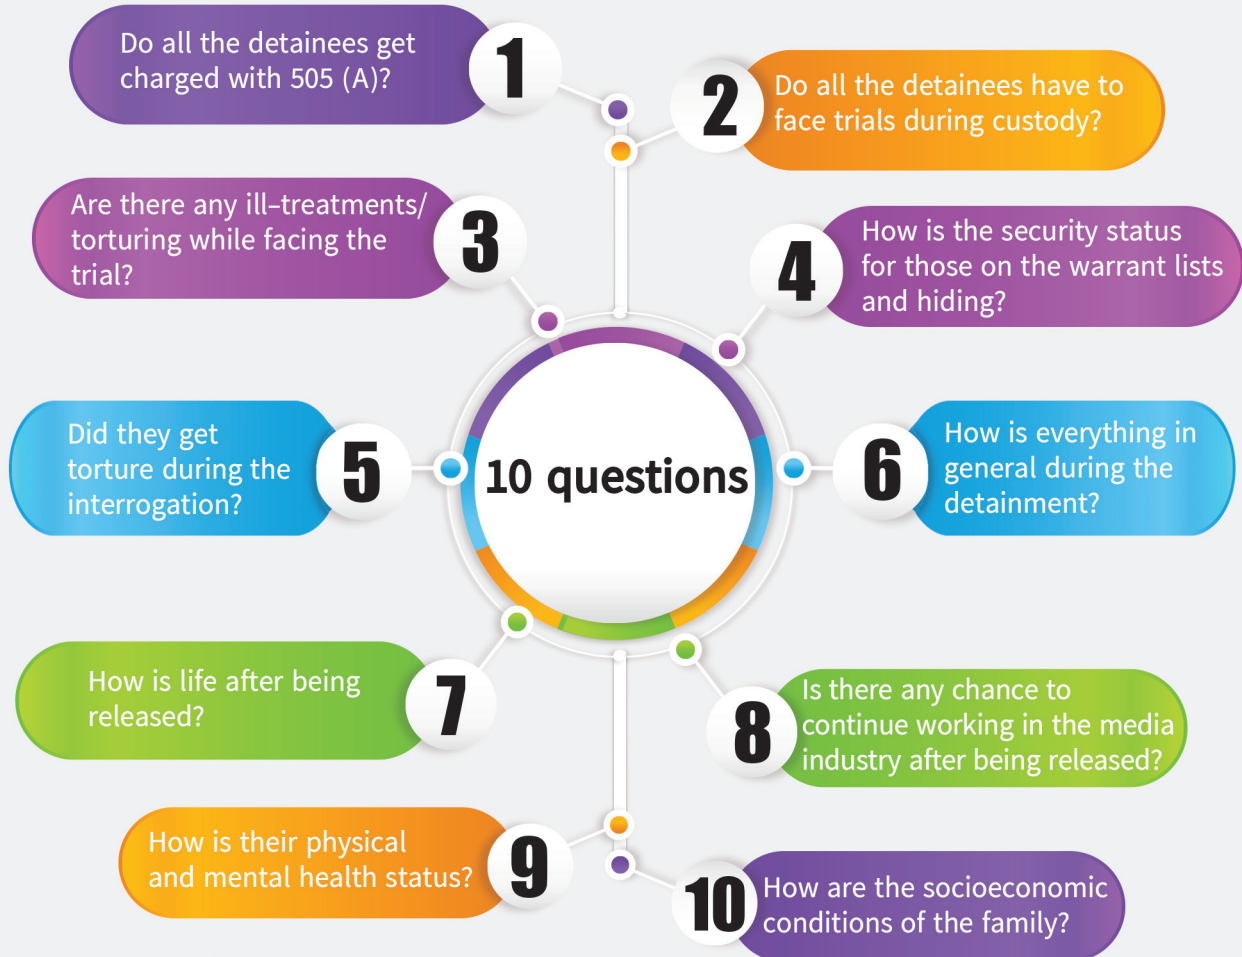 1
Do all the detainees get
charged with 505 (A)?
2
Do all the detainees have to
face trials during custody?
3
Are there any ill-treatments/
torturing while facing the
trial?
4
How is the security status
for those on the warrant lists
and hiding?
10 questions
5
Did they get
torture during the
interrogation?
6
How is everything in
general during the
detainment?
7
How is life after being
released?
8
Is there any chance to
continue working in the media
industry after being released?
9
How is their physical
and mental health status?
10
How are the socioeconomic
conditions of the family?